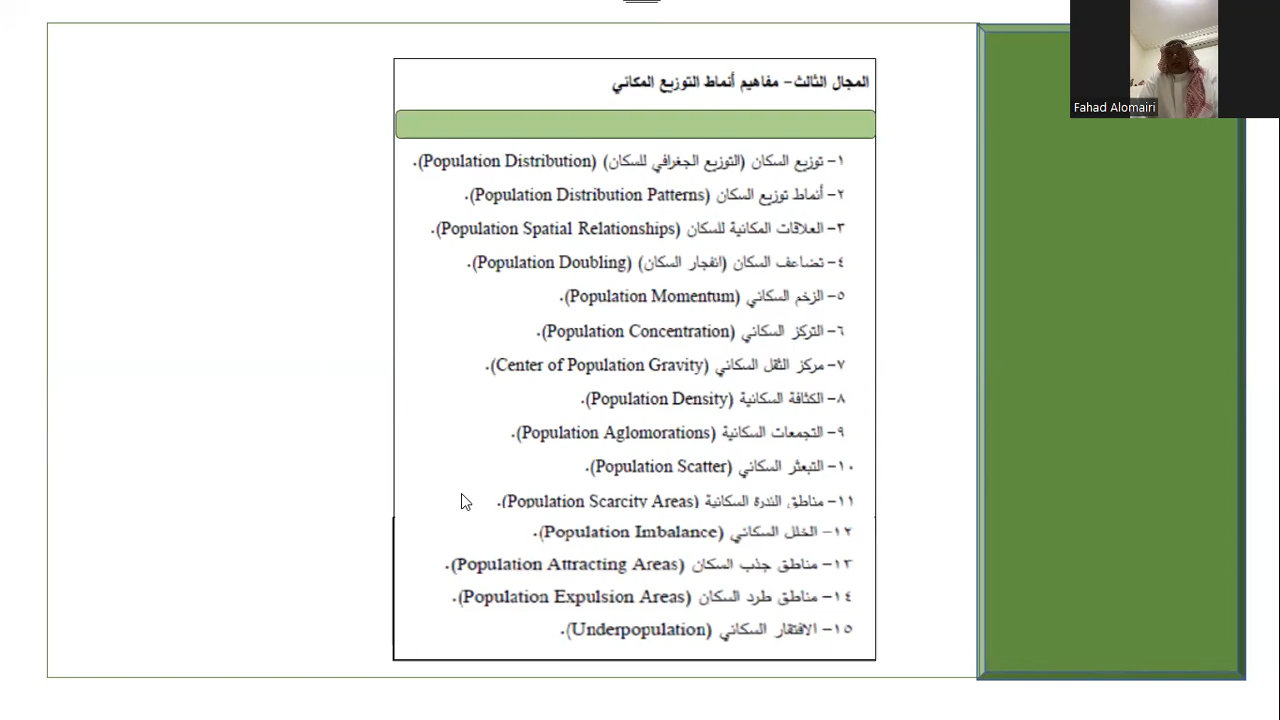 Fahad Alomairi
المجال الثالث- مفاهيم أنماط التوزيع المكاني
١- توزيع السكان (التوزيع الجغرافي للسكان) (Population Distribution).
٢- أنماط توزيع السكان (Population Distribution Patterns).
٣- العلاقات المكانية للسكان (Population Spatial Relationships).
٤- تضاعف السكان (انفجار السكان) (Population Doubling).
٥- الزخم السكاني (Population Momentum).
٦- التركز السكاني (Population Concentration).
٧- مركز الثقل السكاني (Center of Population Gravity).
٨- الكثافة السكانية (Population Density).
٩- التجمعات السكانية (Population Aglomorations).
١٠- التبعثر السكاني (Population Scatter).
١١- مناطق الندرة السكانية (Population Scarcity Areas).
١٢- الخلل السكاني (Population Imbalance).
١٣- مناطق جذب السكان (Population Attracting Areas).
١٤- مناطق طرد السكان (Population Expulsion Areas).
١٥- الافتقار السكاني (Underpopulation).